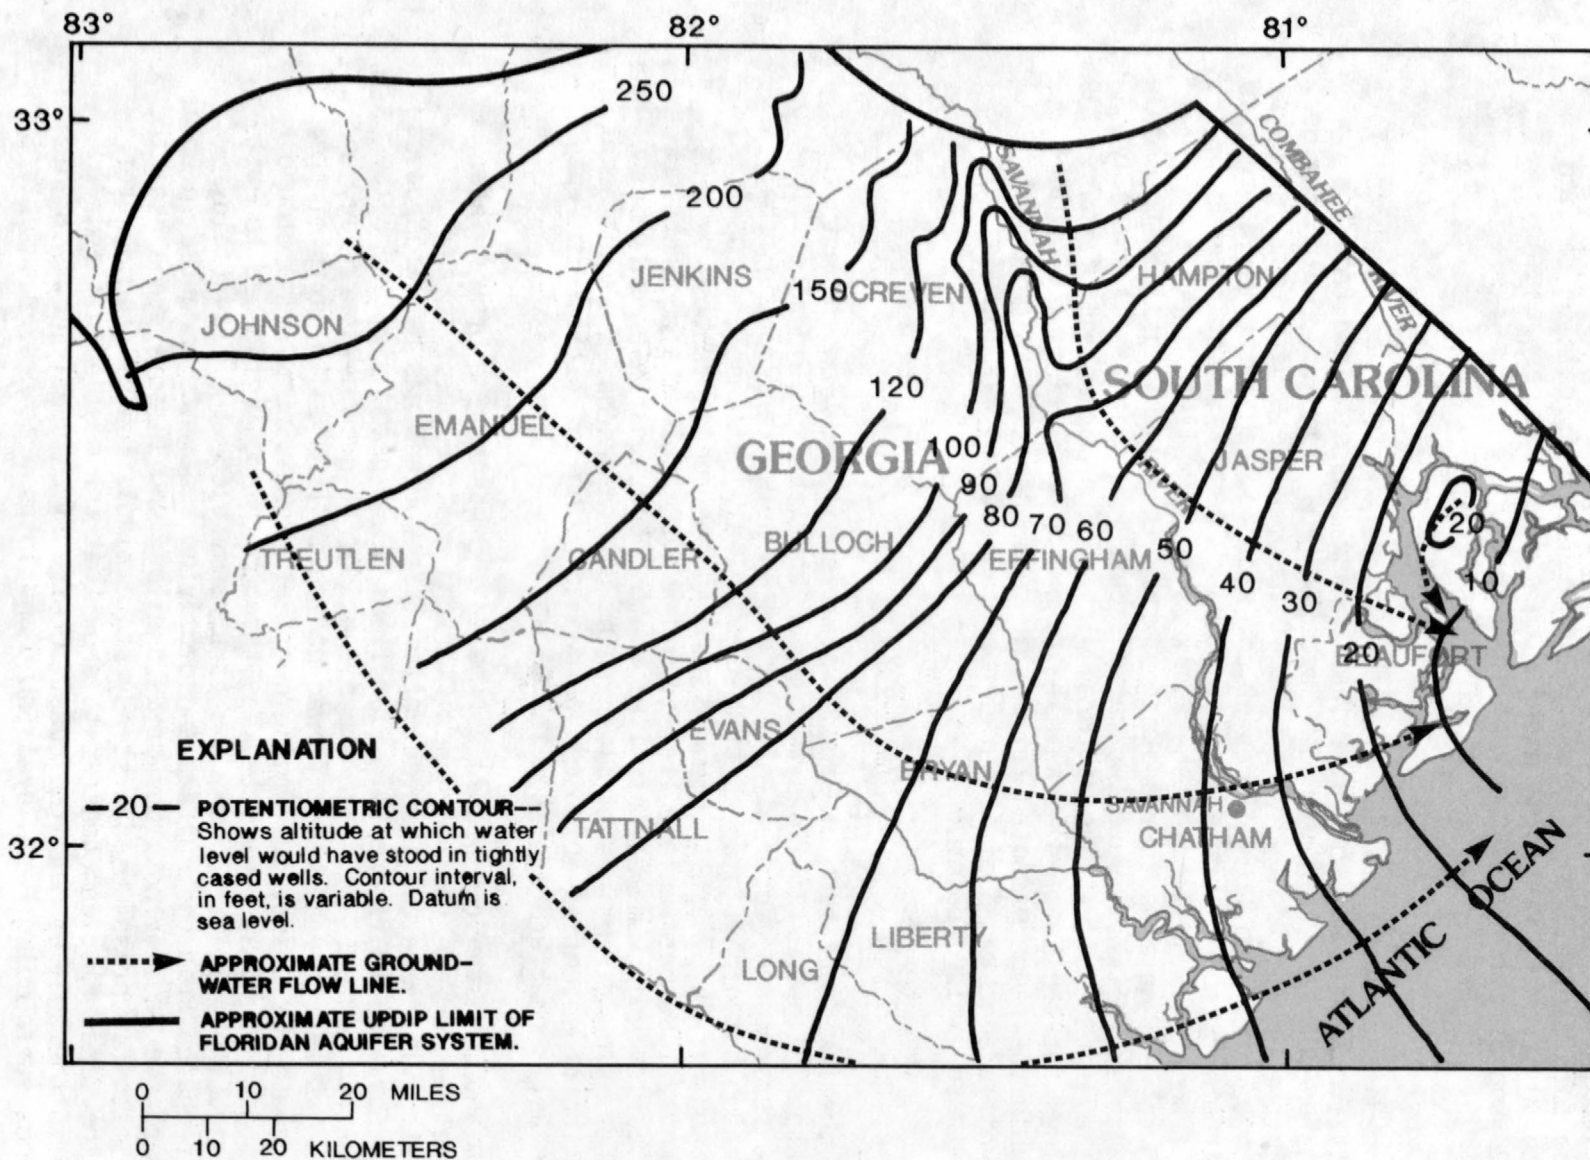 83°
82°
81°
33°
250
COMBAHEE
RIVER
SAVANNAH
200
JENKINS
HAMPTON
150
SCREVEN
JOHNSON
120
SOUTH CAROLINA
EMANUEL
GEORGIA
100
JASPER
90
RIVER
80
70
60
20
BULLOCH
TREUTLEN
CANDLER
EFFINGHAM
50
40
10
30
20
BEAUFORT
EVANS
EXPLANATION
BRYAN
SAVANNAH
TATTNALL
CHATHAM
32°
—20— POTENTIOMETRIC CONTOUR--
Shows altitude at which water
level would have stood in tightly
cased wells. Contour interval,
in feet, is variable. Datum is
sea level.
LIBERTY
LONG
ATLANTIC OCEAN
APPROXIMATE GROUND-
WATER FLOW LINE.
APPROXIMATE UPDIP LIMIT OF
FLORIDAN AQUIFER SYSTEM.
0 10 20 MILES
0 10 20 KILOMETERS